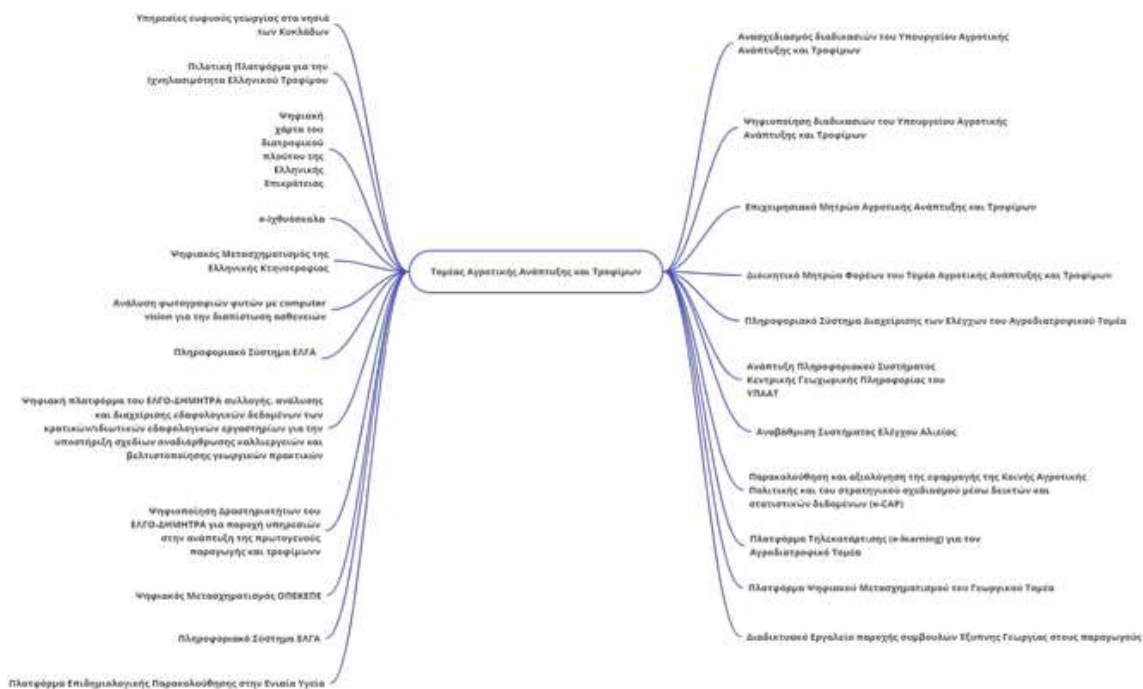 Υπηρεσίες ευφυούς γεωργίας στα νησιά
των Κυκλάδων
Πιλοτική Πλατφόρμα για την
Ιχνηλασιμότητα Ελληνικού Τροφίμου
Ψηφιακή
χάρτα του
διατροφικού
πλούτου της
Ελληνικής
Επικράτειας
e-Ιχθυόσκαλα
Ψηφιακός Μετασχηματισμός της
Ελληνικής Κτηνοτροφίας
Ανάλυση φωτογραφιών φυτών με computer
vision για την διαπίστωση ασθενειών
Πληροφοριακό Σύστημα ΕΛΓΑ
Ψηφιακή πλατφόρμα του ΕΛΓΟ-ΔΗΜΗΤΡΑ συλλογής, ανάλυσης
και διαχείρισης εδαφολογικών δεδομένων των
κρατικών/ιδιωτικών εδαφολογικών εργαστηρίων για την
υποστήριξη σχεδίων αναδιάρθρωσης καλλιεργειών και
βελτιστοποίησης γεωργικών πρακτικών
Ψηφιοποίηση Δραστηριοτήτων του
ΕΛΓΟ-ΔΗΜΗΤΡΑ για παροχή υπηρεσιών
στην ανάπτυξη της πρωτογενούς
παραγωγής και τροφίμωνν
Ψηφιακός Μετασχηματισμός ΟΠΕΚΕΠΕ
Πληροφοριακό Σύστημα ΕΛΓΑ
Πλατφόρμα Επιδημιολογικής Παρακολούθησης στην Ενιαία Υγεία
Τομέας Αγροτικής Ανάπτυξης και Τροφίμων
Ανασχεδιασμός διαδικασιών του Υπουργείου Αγροτικής
Ανάπτυξης και Τροφίμων
Ψηφιοποίηση διαδικασιών του Υπουργείου Αγροτικής
Ανάπτυξης και Τροφίμων
Επιχειρησιακό Μητρώο Αγροτικής Ανάπτυξης και Τροφίμων
Διοικητικό Μητρώο Φορέων του Τομέα Αγροτικής Ανάπτυξης και Τροφίμων
Πληροφοριακό Σύστημα Διαχείρισης των Ελέγχων του Αγροδιατροφικού Τομέα
Ανάπτυξη Πληροφοριακού Συστήματος
Κεντρικής Γεωχωρικής Πληροφορίας του
ΥΠΑΑΤ
Αναβάθμιση Συστήματος Ελέγχου Αλιείας
Παρακολούθηση και αξιολόγηση της εφαρμογής της Κοινής Αγροτικής
Πολιτικής και του στρατηγικού σχεδιασμού μέσω δεικτών και
στατιστικών δεδομένων (e-CAP)
Πλατφόρμα Τηλεκατάρτισης (e-learning) για τον
Αγροδιατροφικό Τομέα
Πλατφόρμα Ψηφιακού Μετασχηματισμού του Γεωργικού Τομέα
Διαδικτυακό Εργαλείο παροχής συμβουλών Έξυπνης Γεωργίας στους παραγωγούς